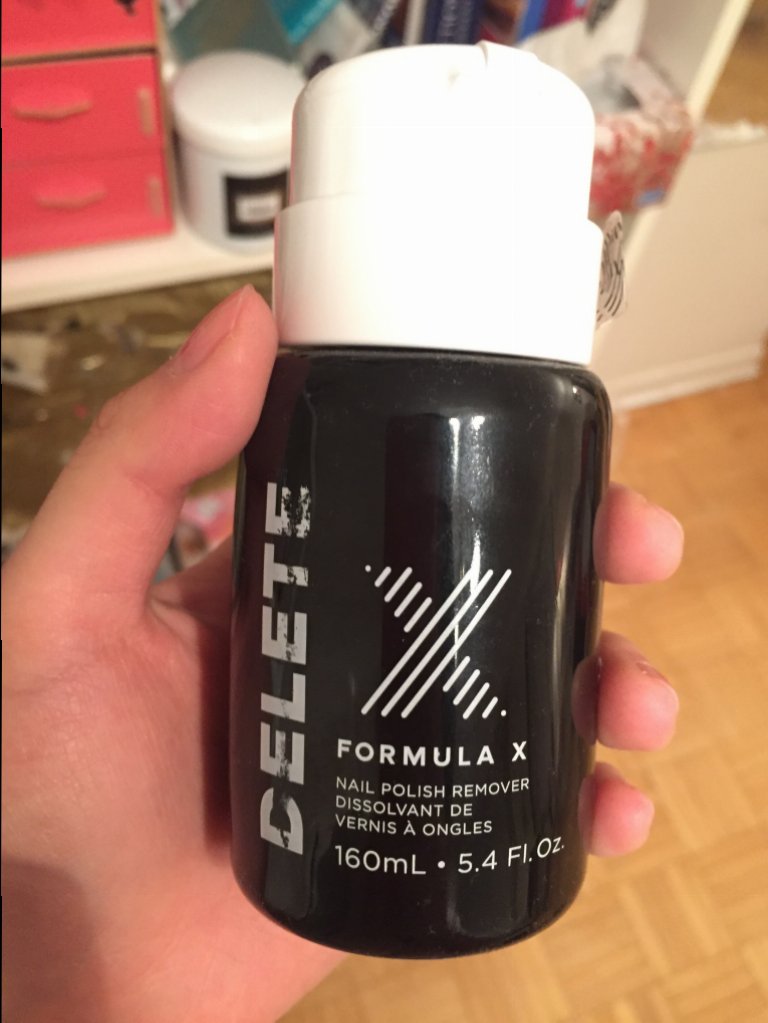 DELETE
FORMULA X
NAIL POLISH REMOVER
DISSOLVANT DE
VERNIS À ONGLES
160mL • 5.4 Fl. Oz.